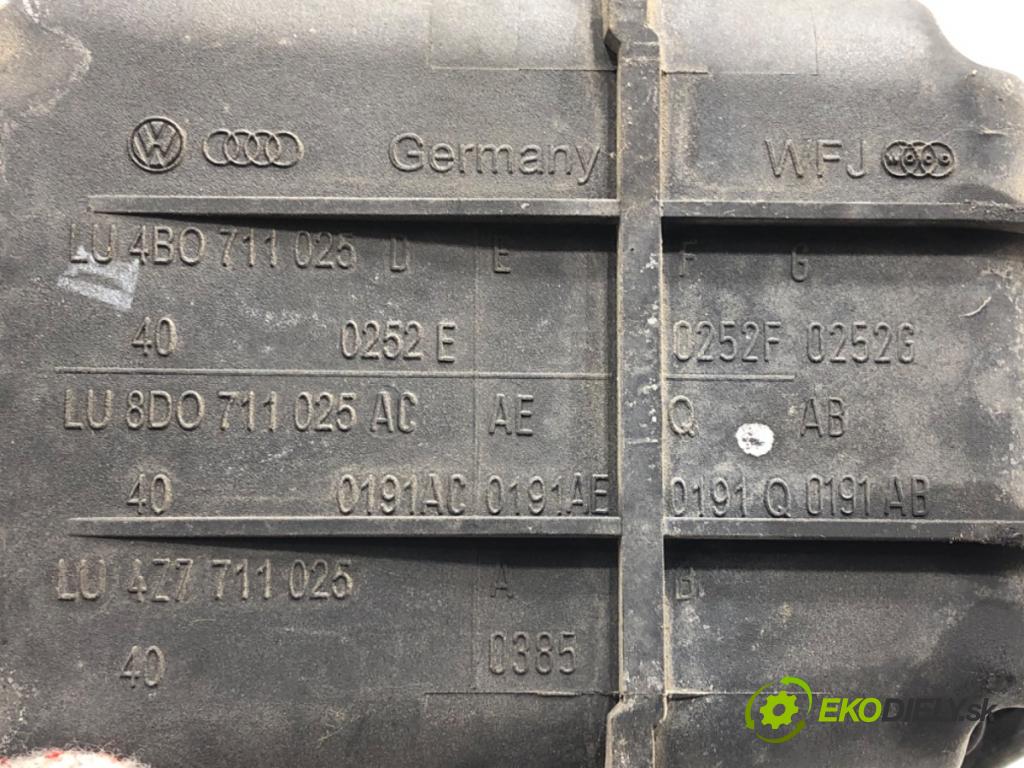 Germany WFJ
LU 4B0 711 025 D E F G
40 0252 E 0252F 0252G
LU 8D0 711 025 AC AE Q AB
40 0191AC 0191AE 0191 Q 0191 AB
LU 4Z7 711 025 A B
40 0385
EKODIELY.sk